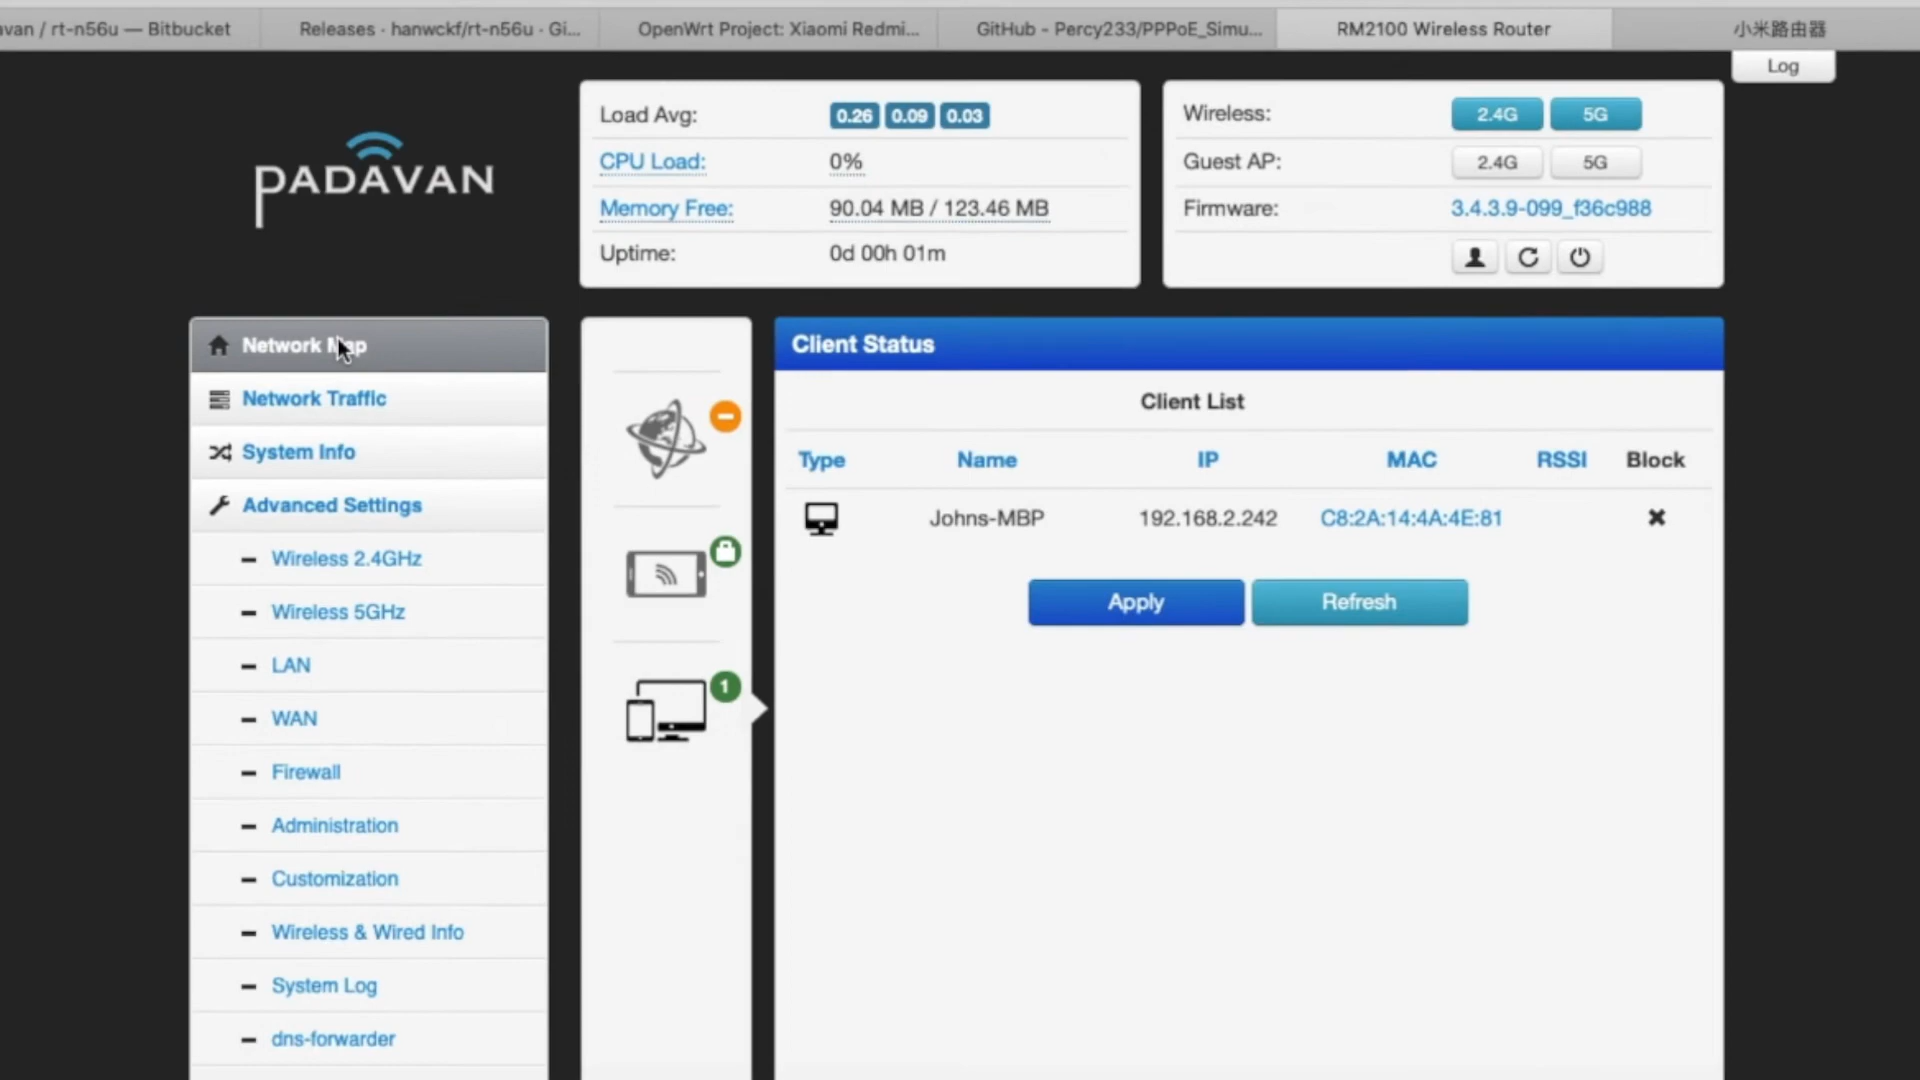 avan / rt-n56u — Bitbucket
Releases · hanwckf/rt-n56u · Gi...
OpenWrt Project: Xiaomi Redmi...
GitHub - Percy233/PPPoE_Simu...
RM2100 Wireless Router
小米路由器
Log
PADAVAN
Load Avg: 0.26 0.09 0.03
CPU Load: 0%
Memory Free: 90.04 MB / 123.46 MB
Uptime: 0d 00h 01m
Wireless: 2.4G 5G
Guest AP: 2.4G 5G
Firmware: 3.4.3.9-099_f36c988
Network Map
Network Traffic
System Info
Advanced Settings
Wireless 2.4GHz
Wireless 5GHz
LAN
WAN
Firewall
Administration
Customization
Wireless & Wired Info
System Log
dns-forwarder
1
Client Status
Client List
Type Name IP MAC RSSI Block
Johns-MBP 192.168.2.242 C8:2A:14:4A:4E:81
Apply Refresh